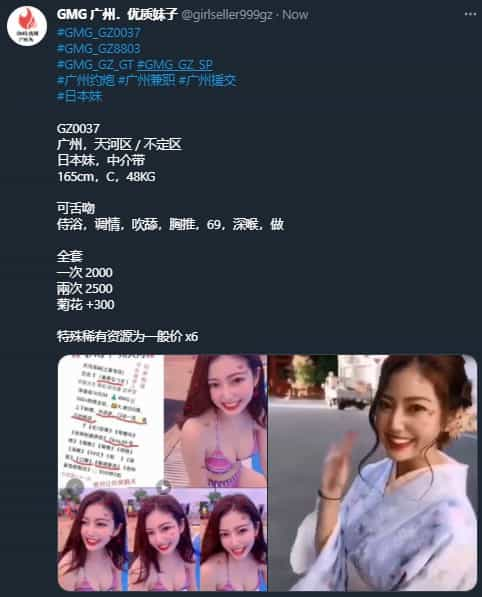 GMG 广州．优质妹子 @girlseller999gz · Now
#GMG_GZ0037
#GMG_GZ8803
#GMG_GZ_GT #GMG_GZ_SP
#广州约炮 #广州兼职 #广州援交
#日本妹
GZ0037
广州，天河区 / 不定区
日本妹，中介带
165cm，C，48KG
可舌吻
侍浴，调情，吹舔，胸推，69，深喉，做
全套
一次 2000
兩次 2500
菊花 +300
特殊稀有资源为一般价 x6